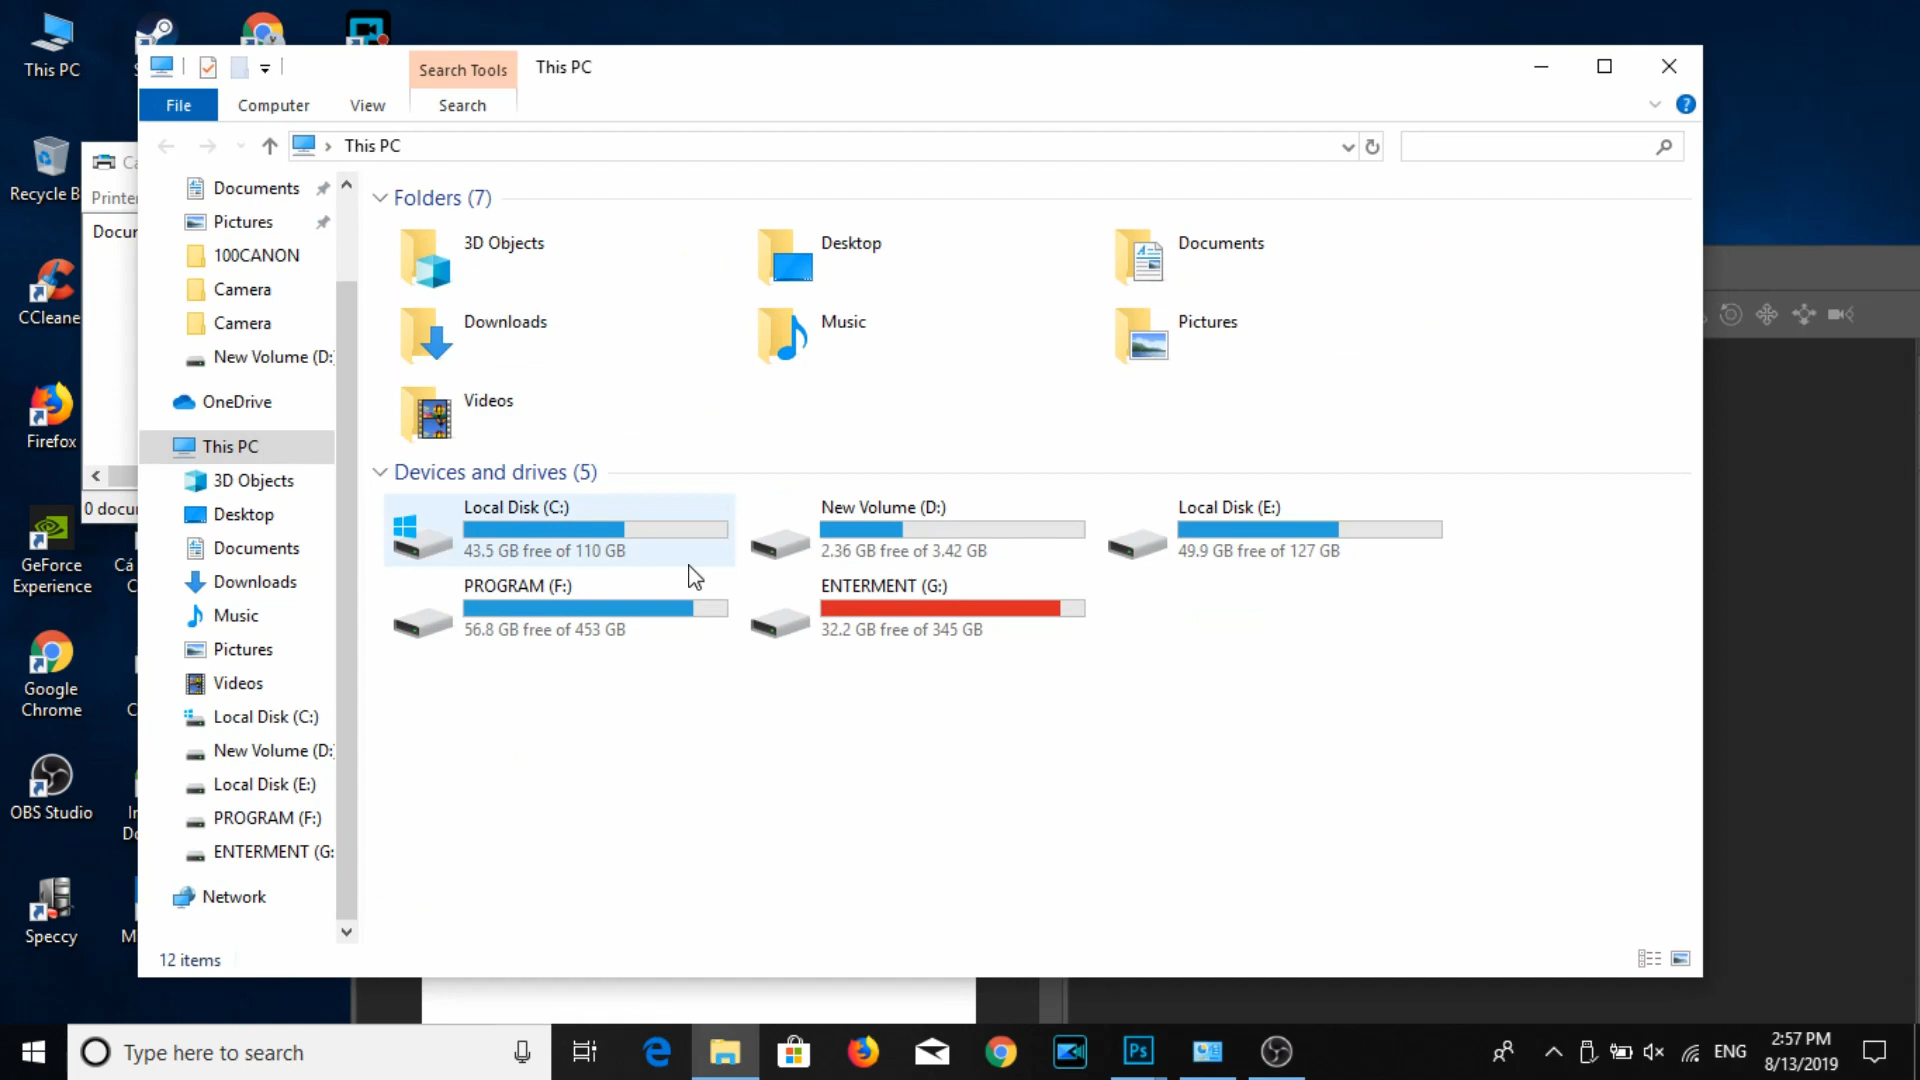 This PC
Search Tools
This PC
File
Computer
View
Search
?
This PC
Recycle B
Printe
Docu
Documents
Pictures
100CANON
Camera
Camera
New Volume (D:
OneDrive
This PC
3D Objects
Desktop
Documents
Downloads
Music
Pictures
Videos
Local Disk (C:)
New Volume (D:
Local Disk (E:)
PROGRAM (F:)
ENTERMENT (G:
Network
Folders (7)
3D Objects
Desktop
Documents
Downloads
Music
Pictures
Videos
Devices and drives (5)
Local Disk (C:)
43.5 GB free of 110 GB
New Volume (D:)
2.36 GB free of 3.42 GB
Local Disk (E:)
49.9 GB free of 127 GB
PROGRAM (F:)
56.8 GB free of 453 GB
ENTERMENT (G:)
32.2 GB free of 345 GB
12 items
CCleane
Firefox
0 docu
GeForce
Experience
Cá
Google
Chrome
OBS Studio
Speccy
Type here to search
Ps
ENG
2:57 PM
8/13/2019